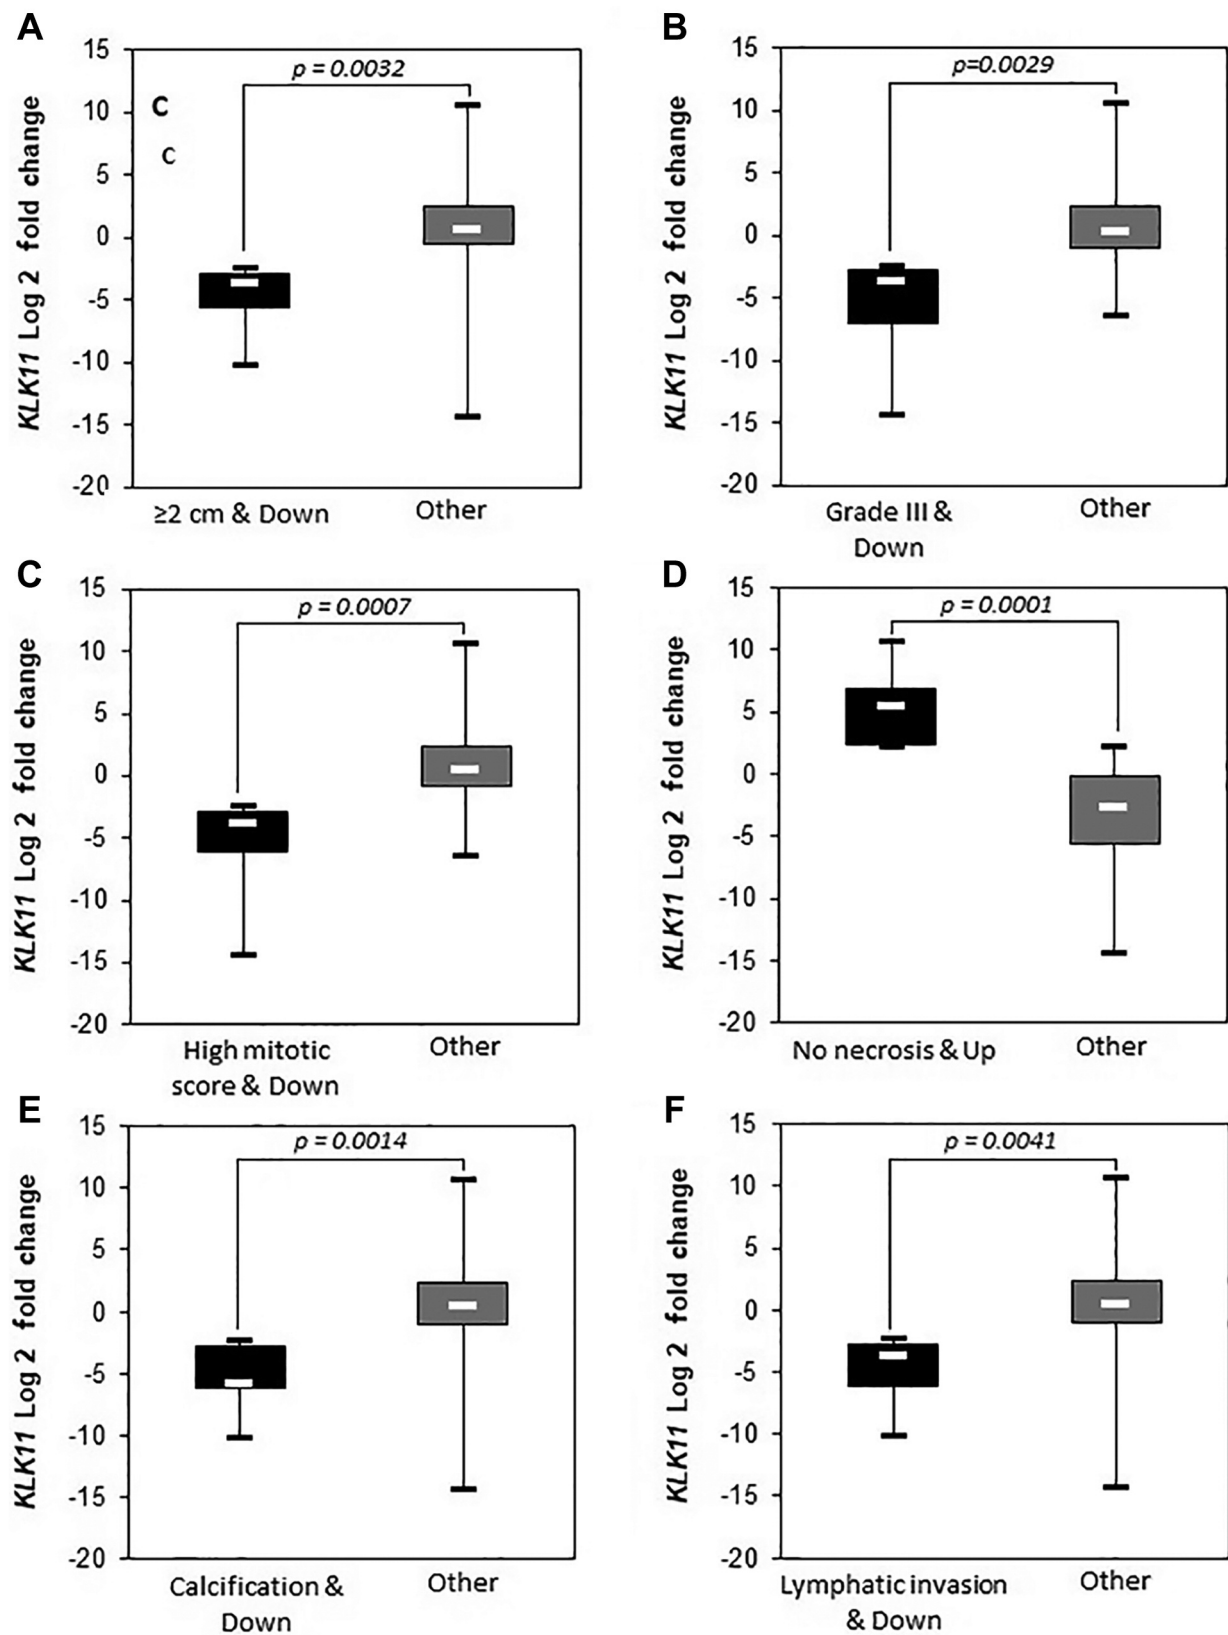 A
15
10
5
0
-5
-10
-15
-20
KLK11 Log 2 fold change
p = 0.0032
C
C
≥2 cm & Down
Other
B
15
10
5
0
-5
-10
-15
-20
KLK11 Log 2 fold change
p=0.0029
Grade III &
Down
Other
C
15
10
5
0
-5
-10
-15
-20
KLK11 Log 2 fold change
p = 0.0007
High mitotic
score & Down
Other
D
15
10
5
0
-5
-10
-15
-20
KLK11 Log 2 fold change
p = 0.0001
No necrosis & Up
Other
E
15
10
5
0
-5
-10
-15
-20
KLK11 Log 2 fold change
p = 0.0014
Calcification &
Down
Other
F
15
10
5
0
-5
-10
-15
-20
KLK11 Log 2 fold change
p = 0.0041
Lymphatic invasion
& Down
Other